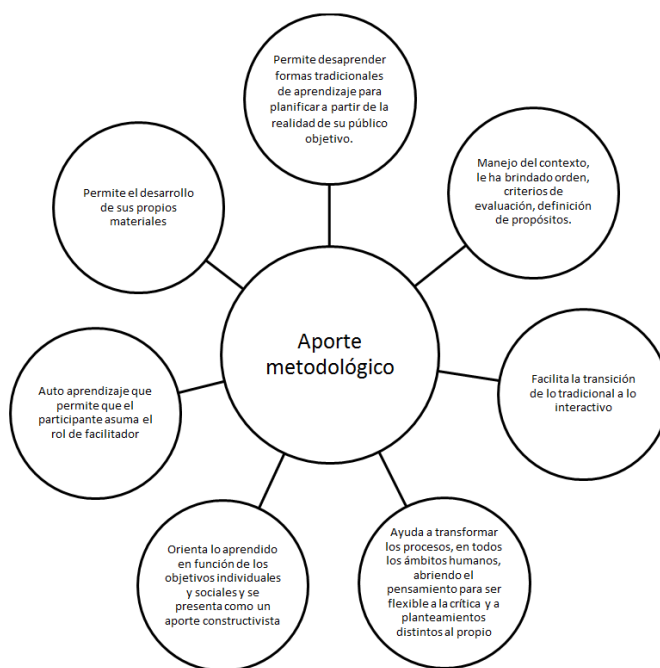 Permite desaprender
formas tradicionales
de aprendizaje para
planificar a partir de la
realidad de su público
objetivo.
Manejo del contexto,
le ha brindado orden,
criterios de
evaluación, definición
de propósitos.
Facilita la transición
de lo tradicional a lo
interactivo
Ayuda a transformar
los procesos, en todos
los ámbitos humanos,
abriendo el
pensamiento para ser
flexible a la crítica y a
planteamientos
distintos al propio
Orienta lo aprendido
en función de los
objetivos individuales
y sociales y se
presenta como un
aporte constructivista
Auto aprendizaje que
permite que el
participante asuma el
rol de facilitador
Permite el desarrollo
de sus propios
materiales
Aporte
metodológico